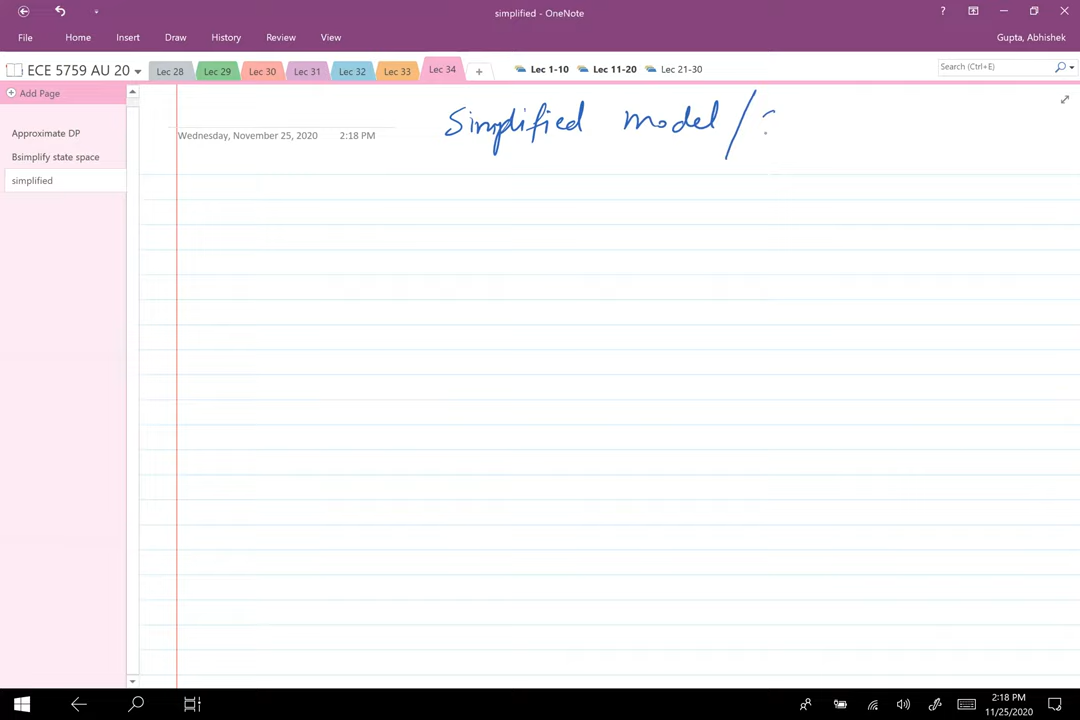 simplified - OneNote
?
File Home Insert Draw History Review View
Gupta, Abhishek
ECE 5759 AU 20 Lec 28 Lec 29 Lec 30 Lec 31 Lec 32 Lec 33 Lec 34 + Lec 1-10 Lec 11-20 Lec 21-30
Search (Ctrl+E)
Add Page
Approximate DP
Bsimplify state space
simplified
Simplified model /
Wednesday, November 25, 2020 2:18 PM
2:18 PM
11/25/2020